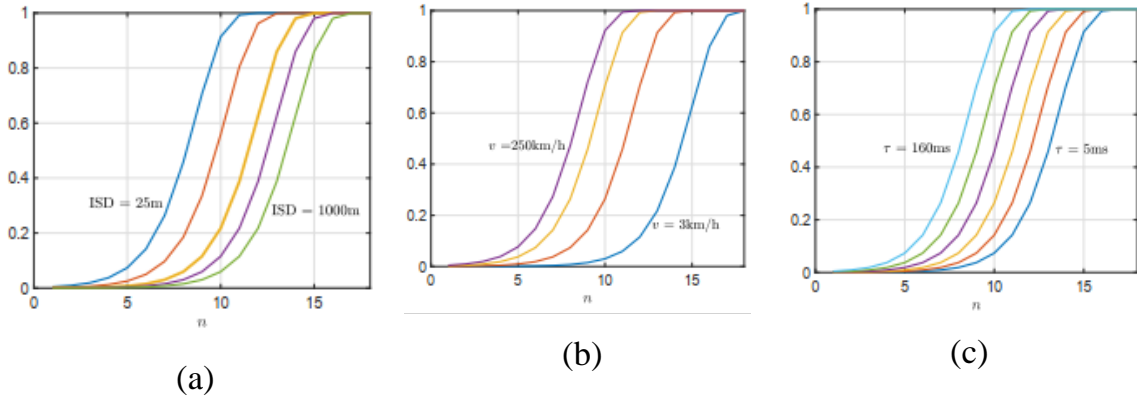 1
0.8
0.6
0.4
0.2
0
ISD = 25m
ISD = 1000m
0 5 10 15
n
(a)
1
0.8
0.6
0.4
0.2
0
v =250km/h
v =3km/h
0 5 10 15
n
(b)
1
0.8
0.6
0.4
0.2
0
τ = 160ms
τ = 5ms
0 5 10 15
n
(c)